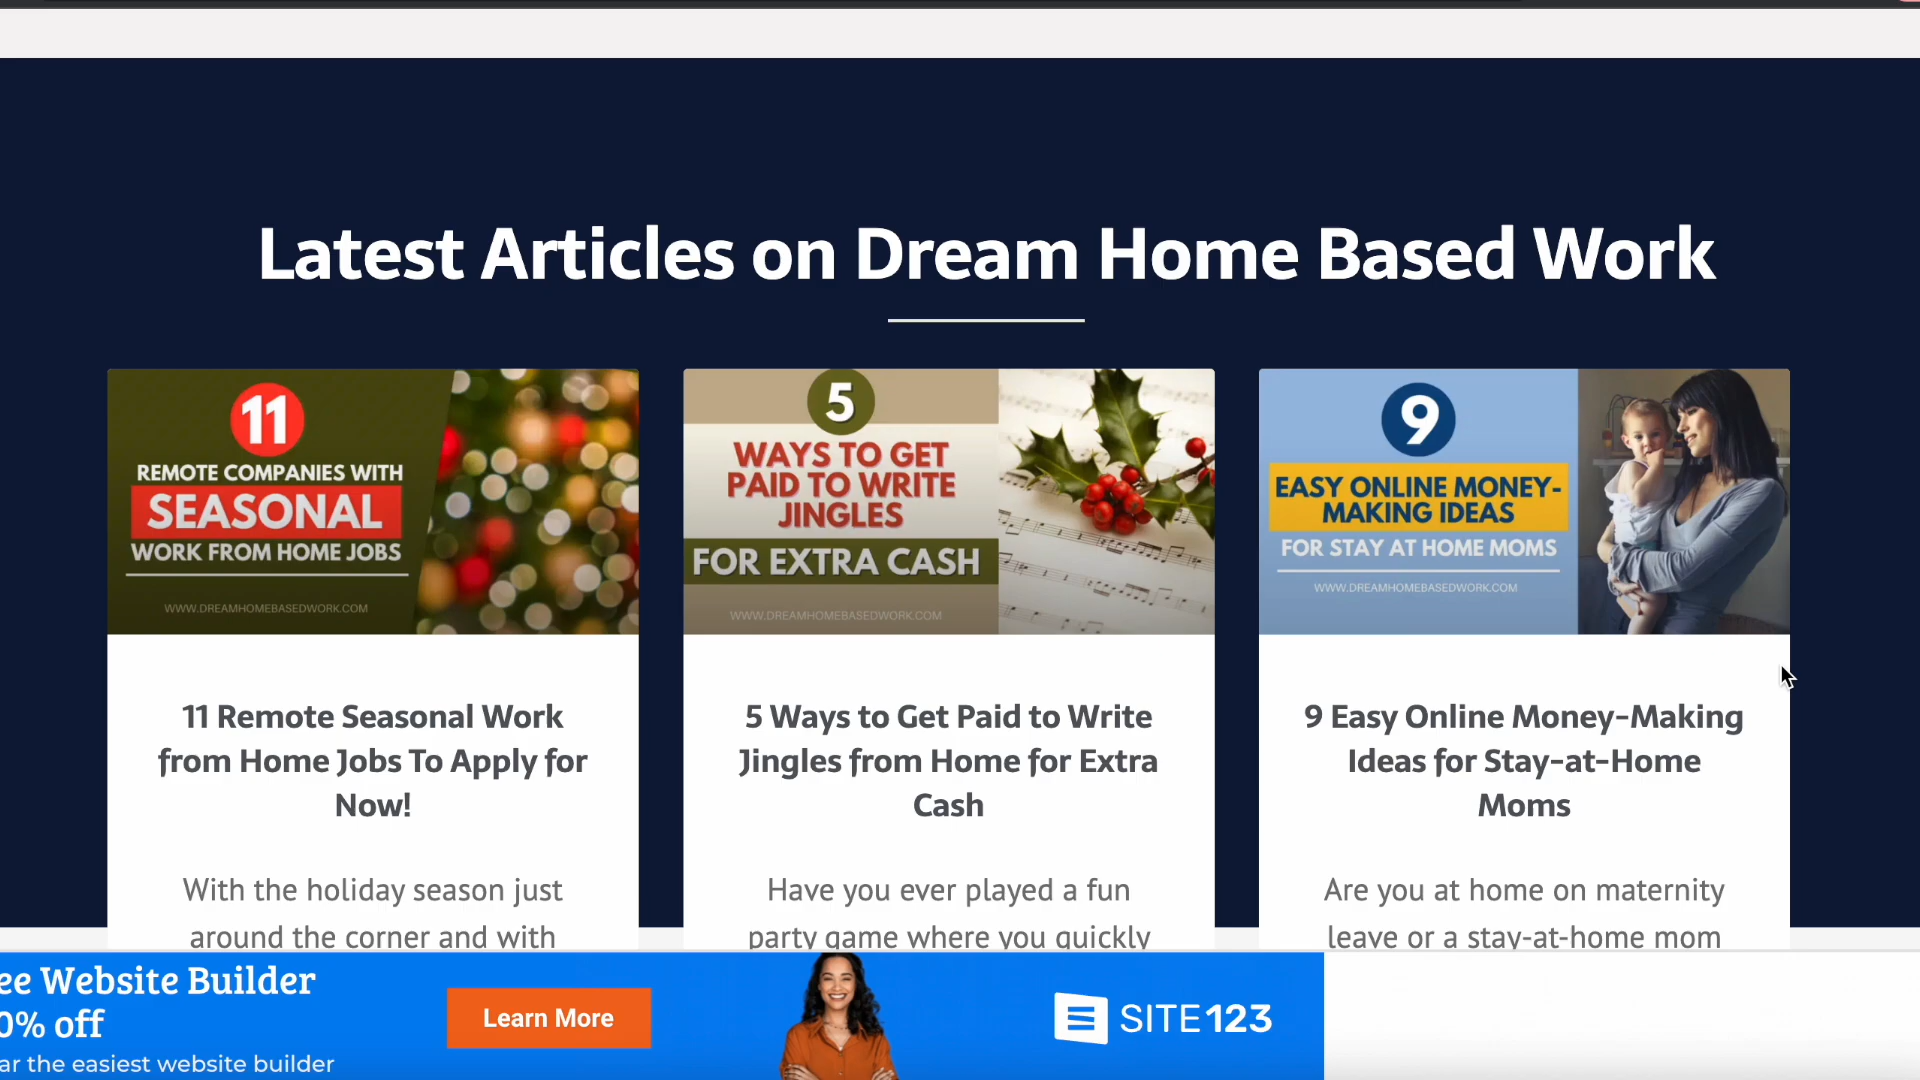 Latest Articles on Dream Home Based Work
11
REMOTE COMPANIES WITH
SEASONAL
WORK FROM HOME JOBS
WWW.DREAMHOMEBASEDWORK.COM
5
WAYS TO GET
PAID TO WRITE
JINGLES
FOR EXTRA CASH
WWW.DREAMHOMEBASEDWORK.COM
9
EASY ONLINE MONEY-
MAKING IDEAS
FOR STAY AT HOME MOMS
WWW.DREAMHOMEBASEDWORK.COM
11 Remote Seasonal Work
from Home Jobs To Apply for
Now!
With the holiday season just
around the corner and with
5 Ways to Get Paid to Write
Jingles from Home for Extra
Cash
Have you ever played a fun
party game where you quickly
9 Easy Online Money-Making
Ideas for Stay-at-Home
Moms
Are you at home on maternity
leave or a stay-at-home mom
ee Website Builder
0% off
ar the easiest website builder
Learn More
SITE123